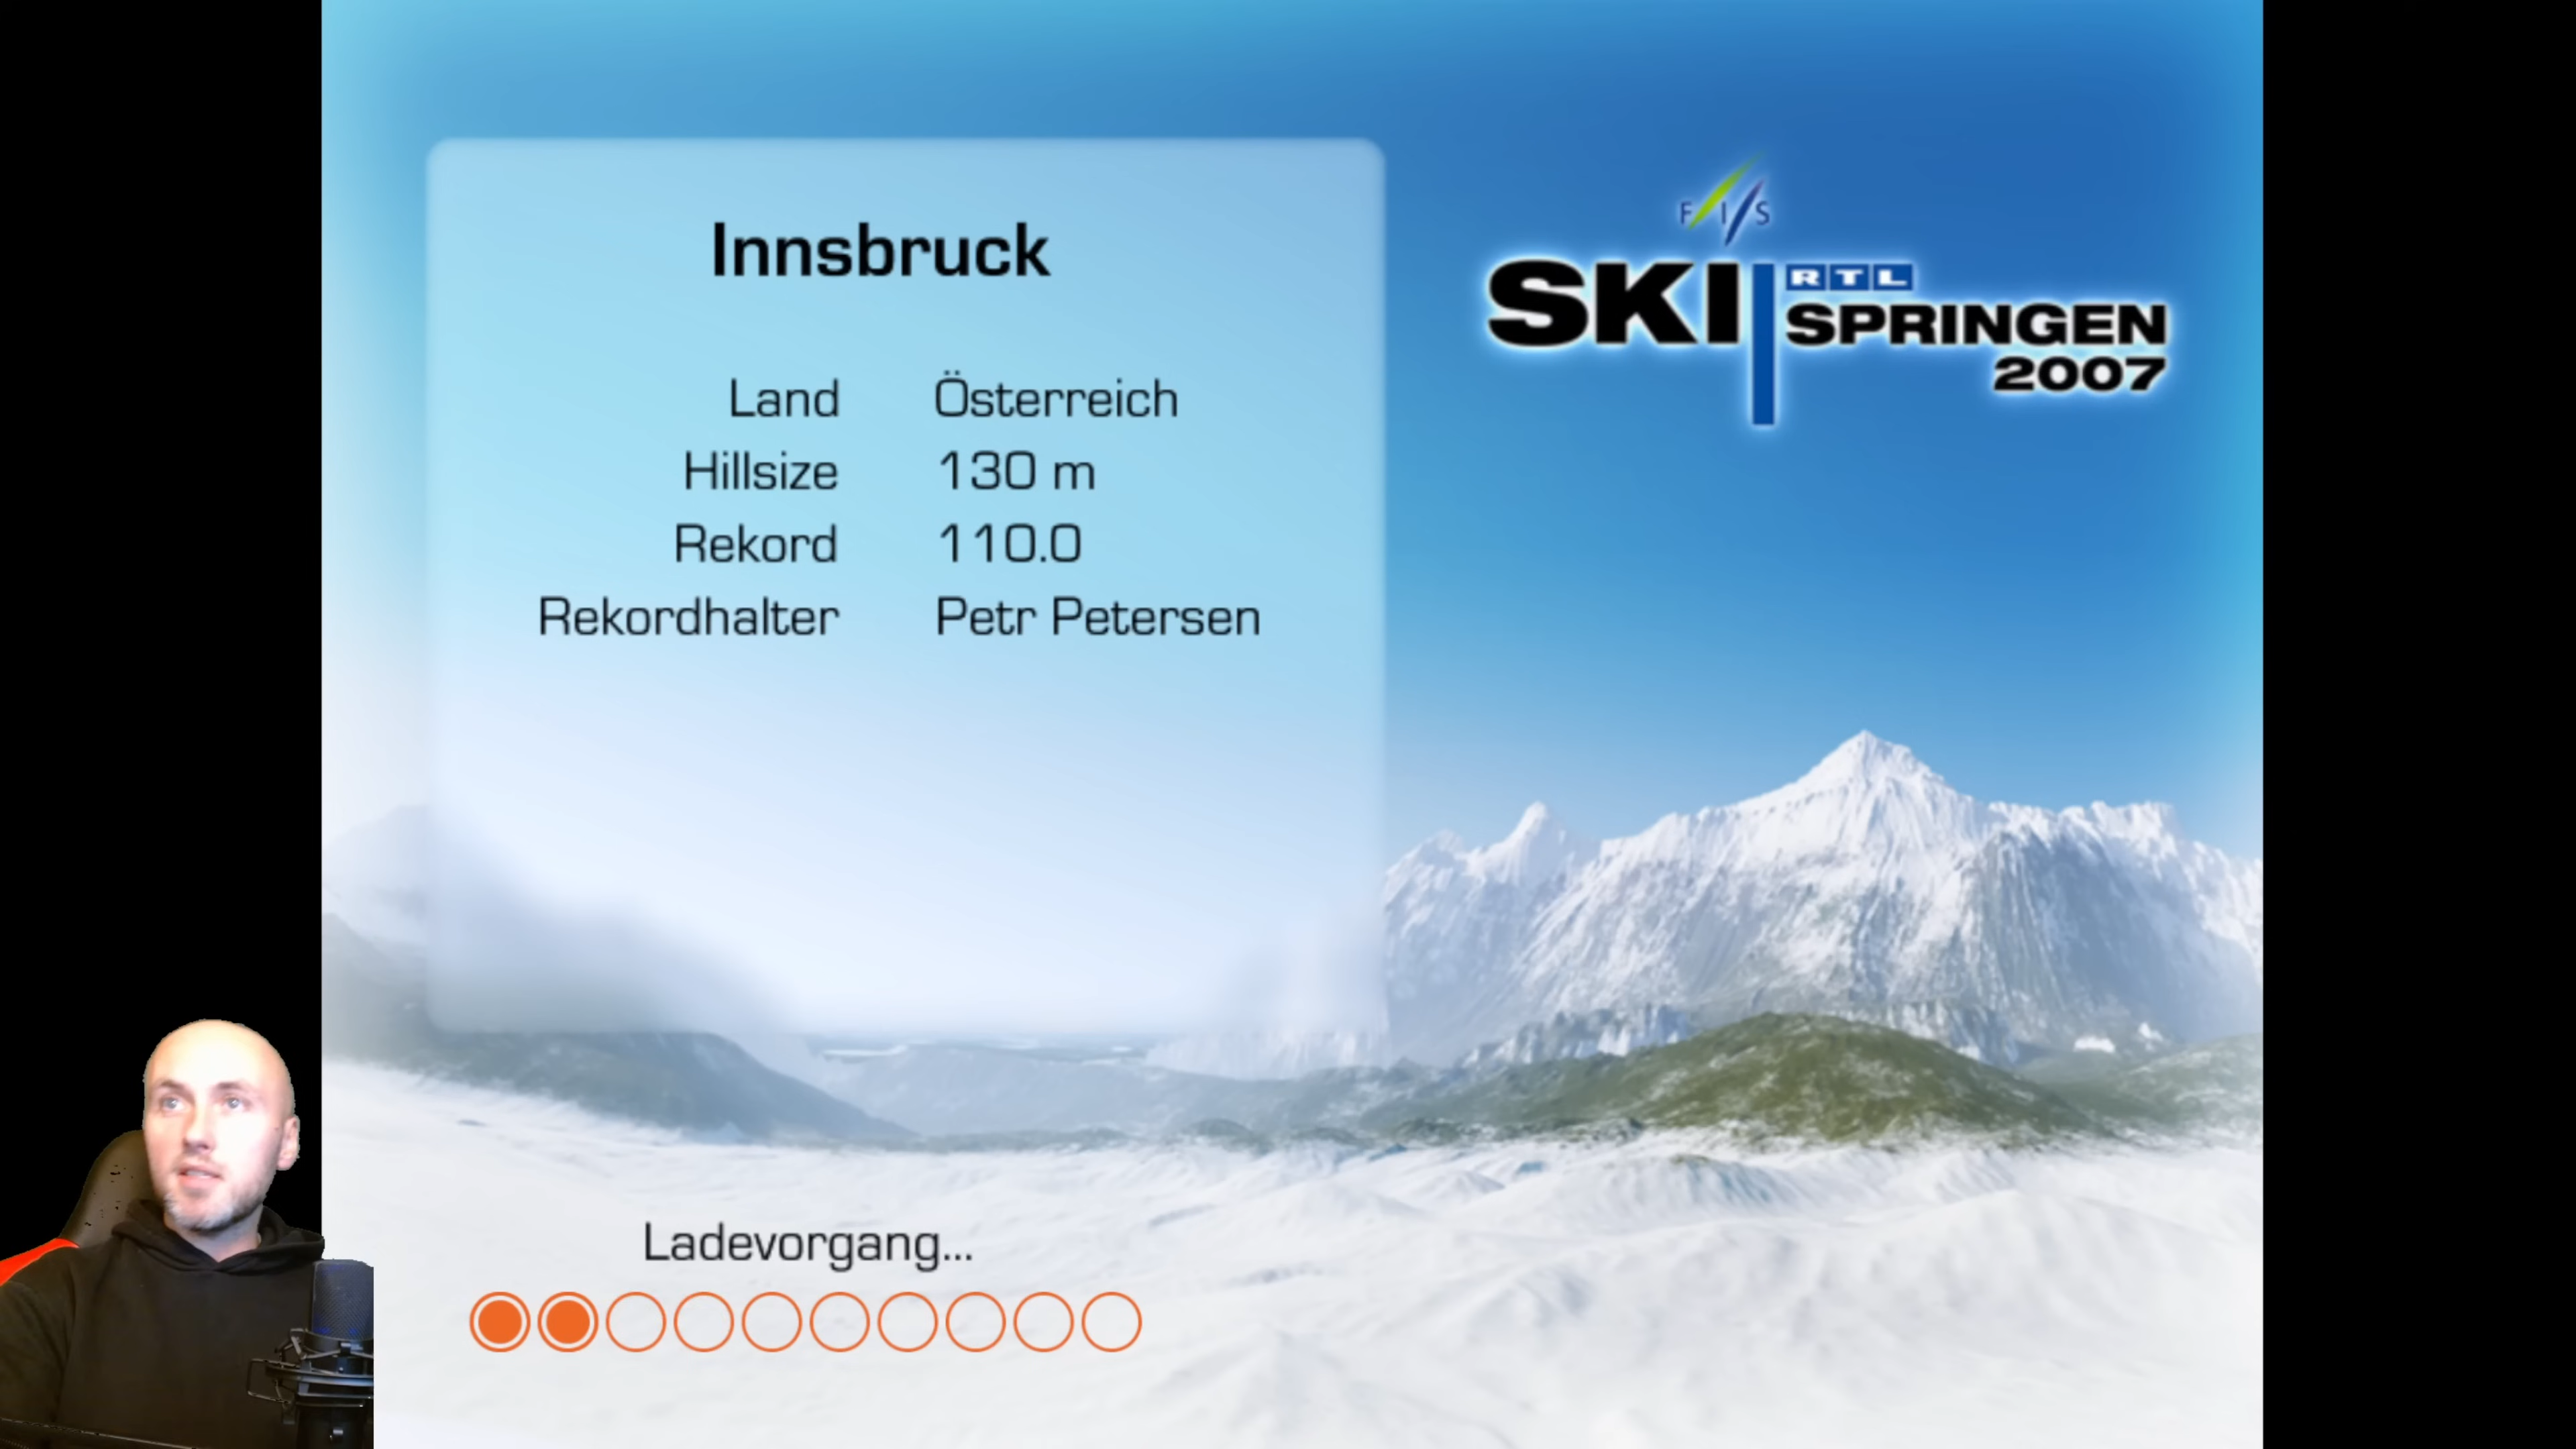 Innsbruck
Land Österreich
Hillsize 130 m
Rekord 110.0
Rekordhalter Petr Petersen
FIS
SKI RTL SPRINGEN
2007
Ladevorgang...